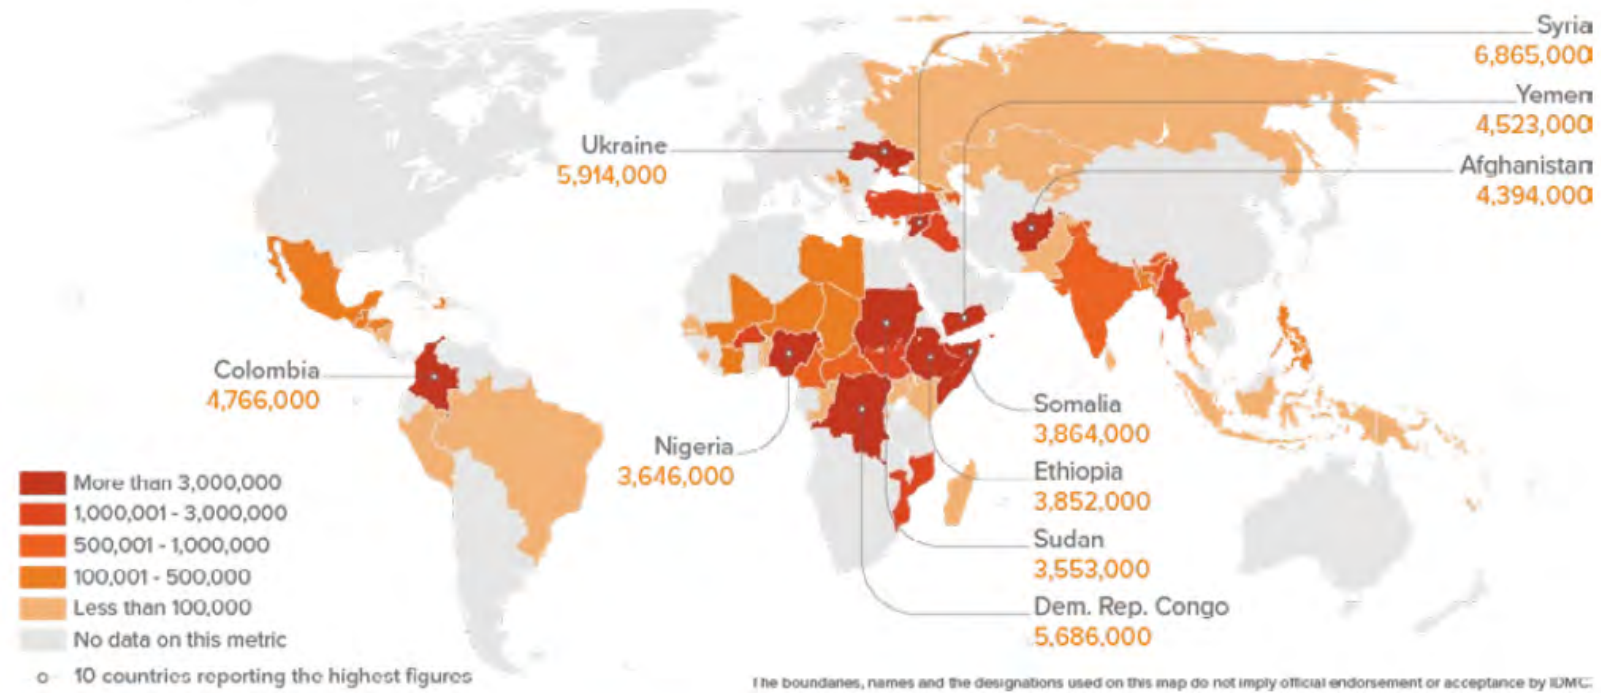 Syria
6,865,000
Yemen
4,523,000
Ukraine
5,914,000
Afghanistan
4,394,000
Colombia
4,766,000
Nigeria
3,646,000
Somalia
3,864,000
Ethiopia
3,852,000
Sudan
3,553,000
Dem. Rep. Congo
5,686,000
More than 3,000,000
1,000,001 - 3,000,000
500,001 - 1,000,000
100,001 - 500,000
Less than 100,000
No data on this metric
10 countries reporting the highest figures
The boundaries, names and the designations used on this map do not imply official endorsement or acceptance by IDMC.